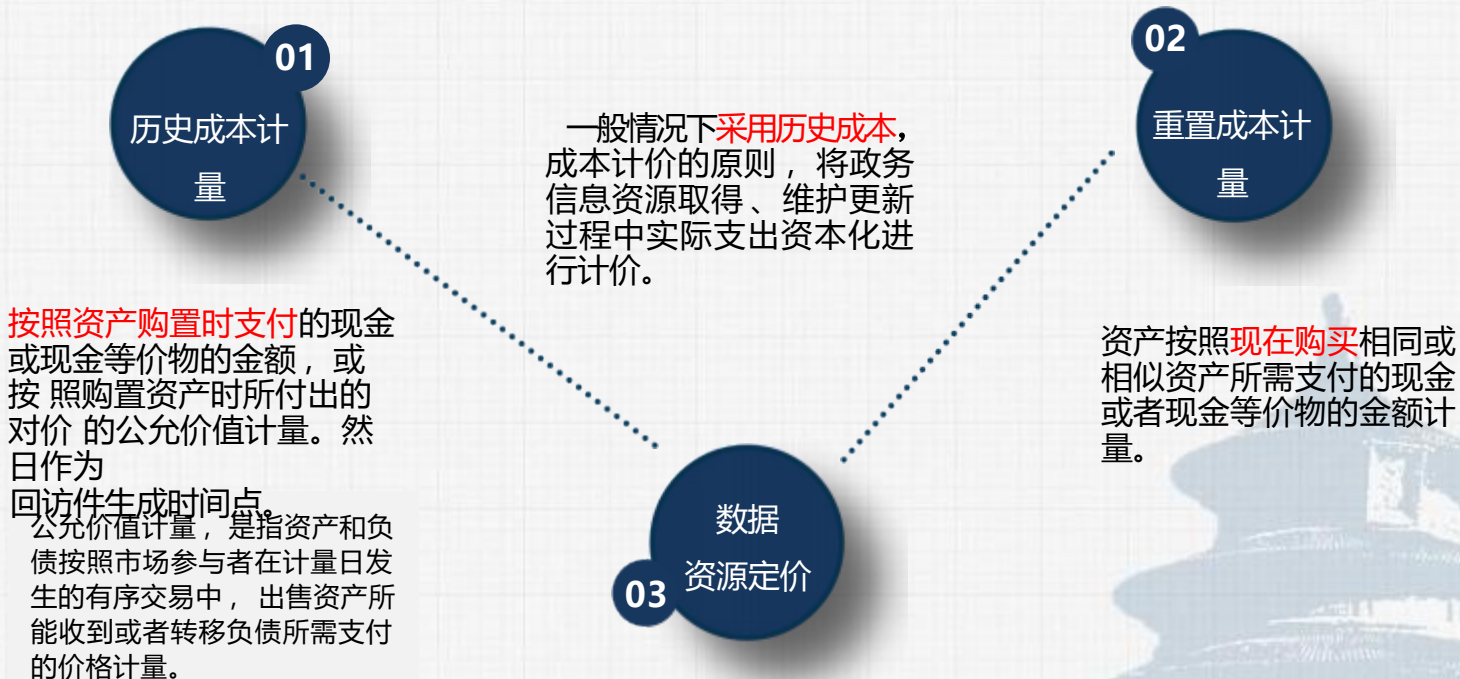 01
历史成本计
量
按照资产购置时支付的现金
或现金等价物的金额，或
按 照购置资产时所付出的
对价 的公允价值计量。然
日作为
回访件生成时间点。
公允价值计量，是指资产和负
债按照市场参与者在计量日发
生的有序交易中，出售资产所
能收到或者转移负债所需支付
的价格计量。
一般情况下采用历史成本，
成本计价的原则，将政务
信息资源取得、维护更新
过程中实际支出资本化进
行计价。
02
重置成本计
量
资产按照现在购买相同或
相似资产所需支付的现金
或者现金等价物的金额计
量。
数据
资源定价
03